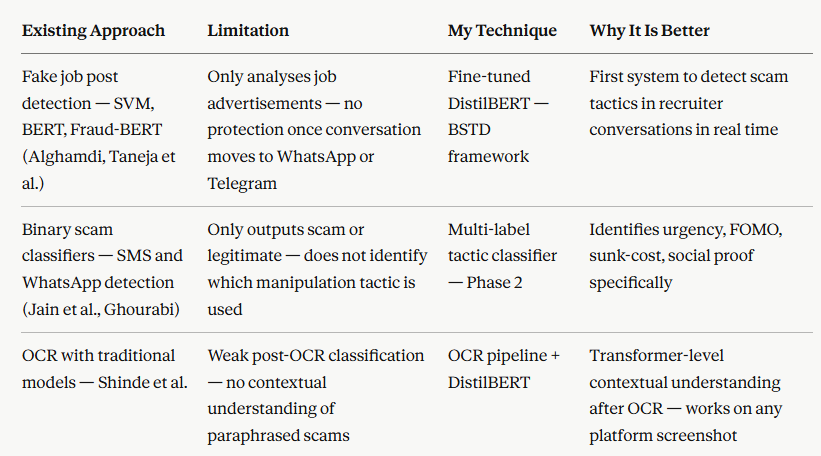 Existing Approach Limitation My Technique Why It Is Better
Fake job post
detection — SVM,
BERT, Fraud-BERT
(Alghamdi, Taneja et
al.)
Only analyses job
advertisements — no
protection once conversation
moves to WhatsApp or
Telegram
Fine-tuned
DistilBERT —
BSTD
framework
First system to detect scam
tactics in recruiter
conversations in real time
Binary scam
classifiers — SMS and
WhatsApp detection
(Jain et al., Ghourabi)
Only outputs scam or
legitimate — does not identify
which manipulation tactic is
used
Multi-label
tactic classifier
— Phase 2
Identifies urgency, FOMO,
sunk-cost, social proof
specifically
OCR with traditional
models — Shinde et al.
Weak post-OCR classification
— no contextual
understanding of
paraphrased scams
OCR pipeline +
DistilBERT
Transformer-level
contextual understanding
after OCR — works on any
platform screenshot